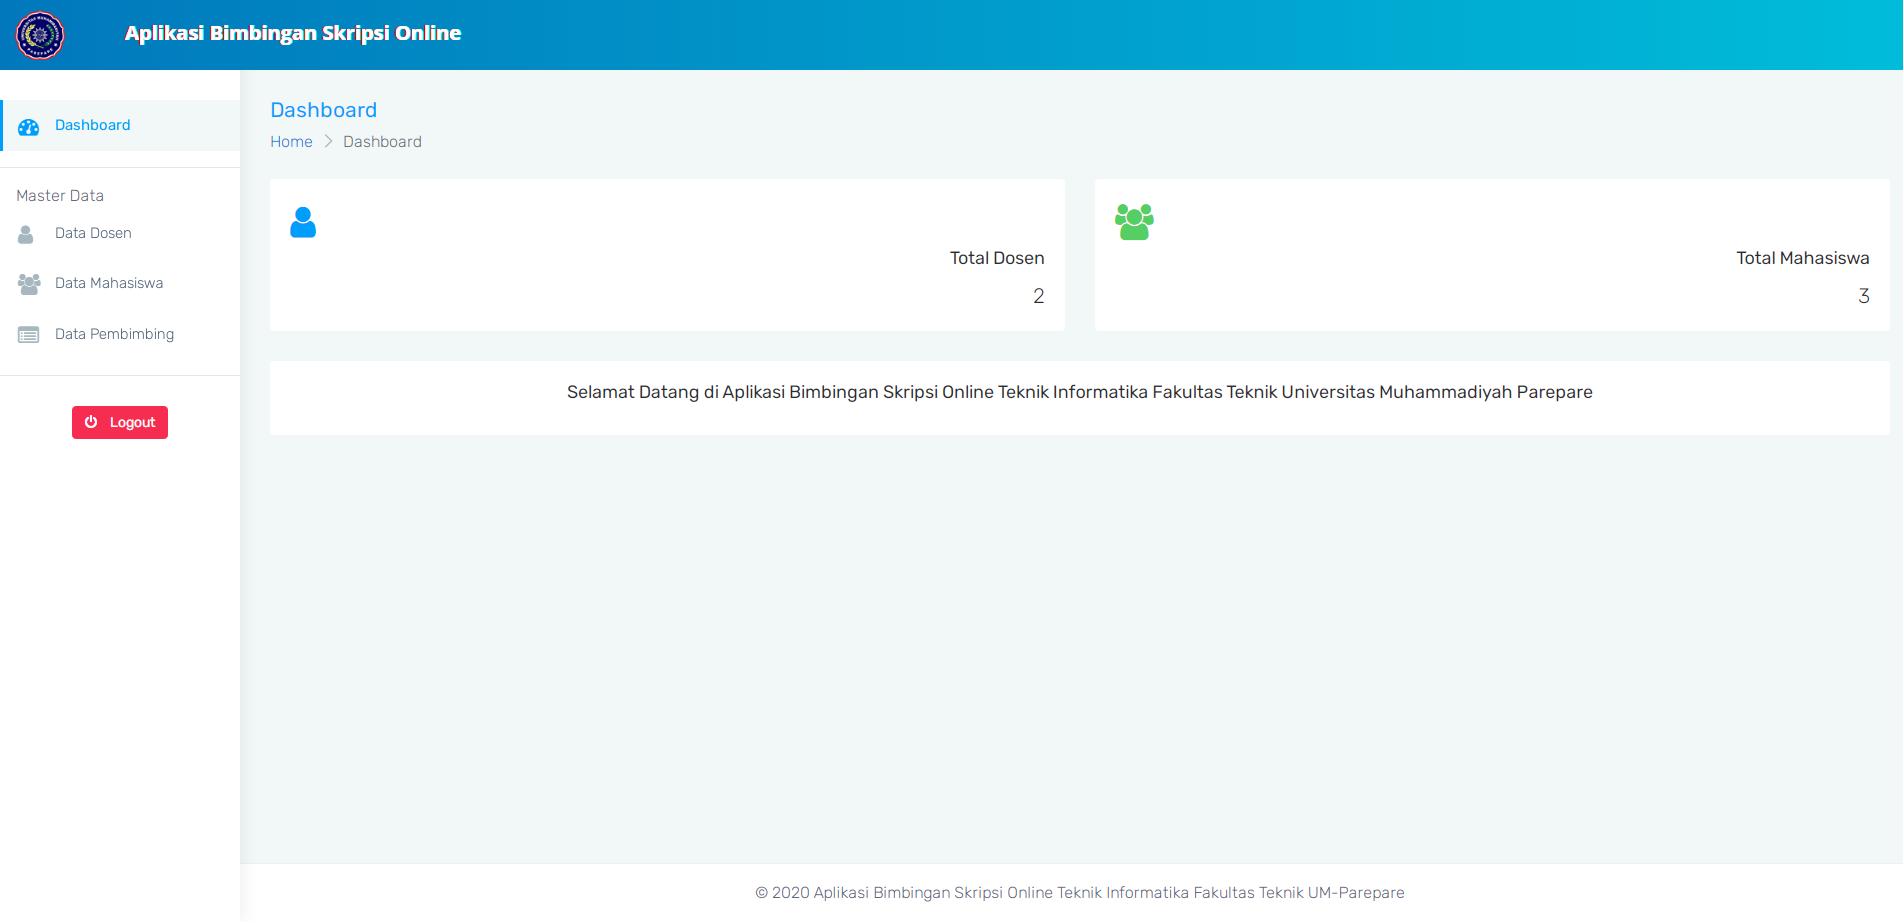 Aplikasi Bimbingan Skripsi Online
Dashboard
Master Data
Data Dosen
Data Mahasiswa
Data Pembimbing
Logout
Dashboard
Home > Dashboard
Total Dosen
2
Total Mahasiswa
3
Selamat Datang di Aplikasi Bimbingan Skripsi Online Teknik Informatika Fakultas Teknik Universitas Muhammadiyah Parepare
© 2020 Aplikasi Bimbingan Skripsi Online Teknik Informatika Fakultas Teknik UM-Parepare